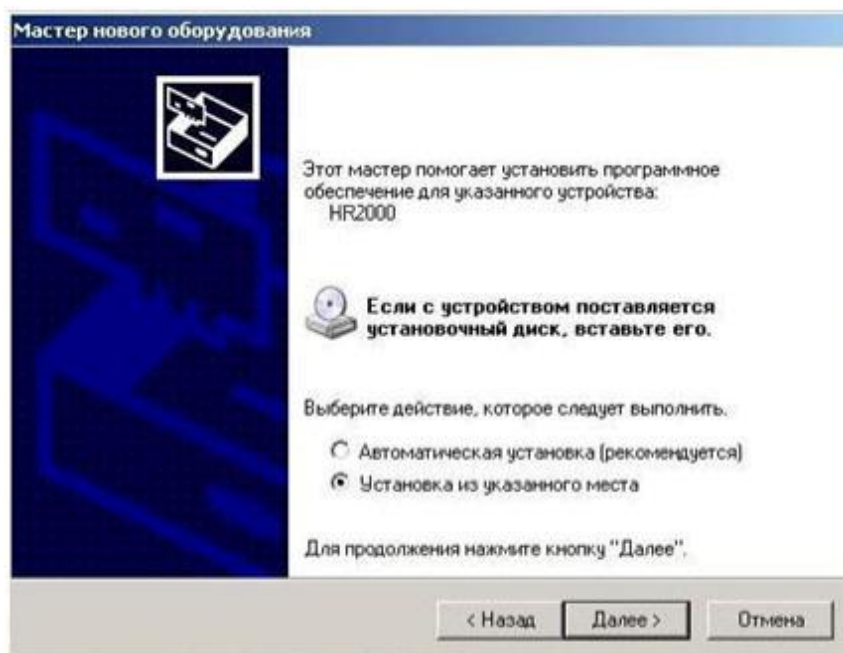 Мастер нового оборудования
Этот мастер помогает установить программное
обеспечение для указанного устройства:
HR2000
Если с устройством поставляется
установочный диск, вставьте его.
Выберите действие, которое следует выполнить.
Автоматическая установка (рекомендуется)
Установка из указанного места
Для продолжения нажмите кнопку "Далее".
< Назад
Далее >
Отмена